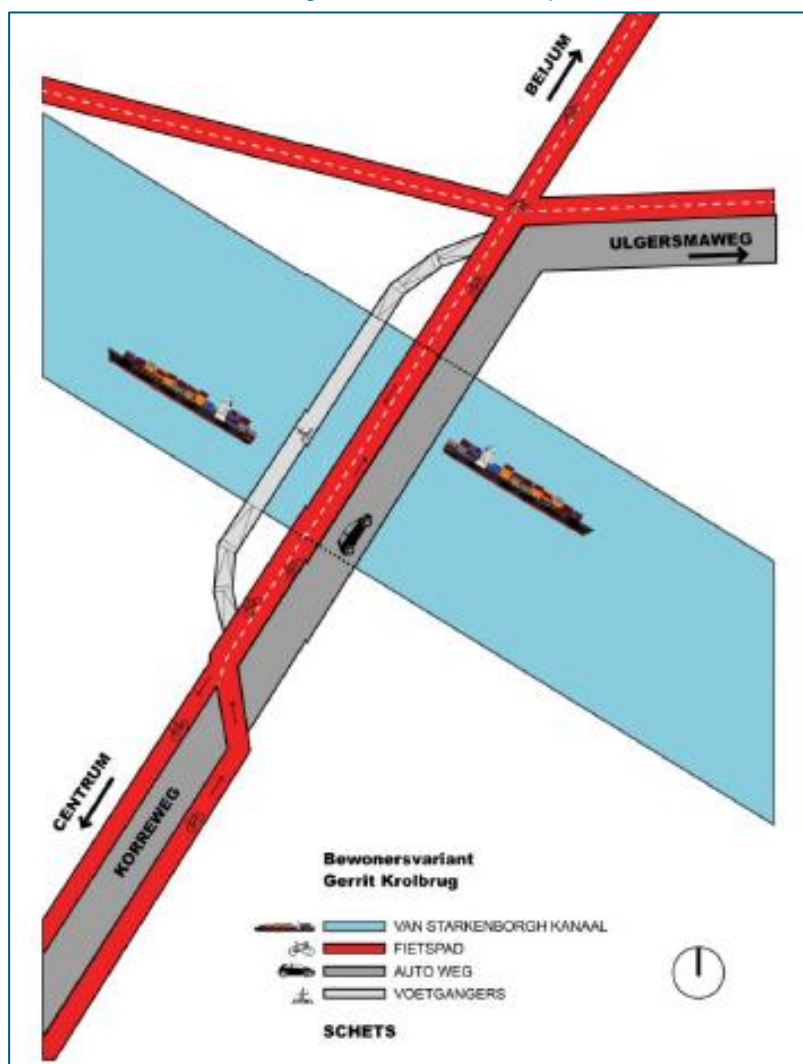 BEIJUM
ULGERSMAWEG
CENTRUM
KORREWEG
Bewonersvariant
Gerrit Krolbrug
VAN STARKENBORGH KANAAL
FIETSPAD
AUTO WEG
VOETGANGERS
SCHETS